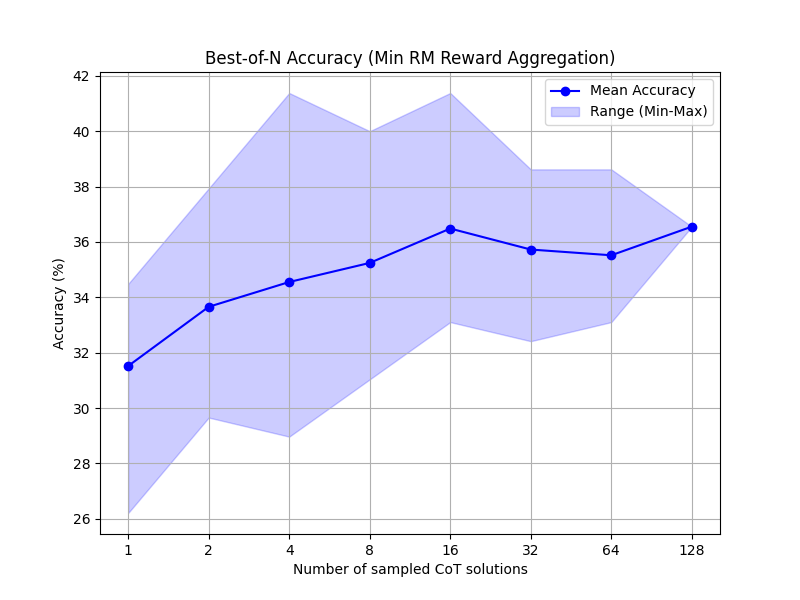 Best-of-N Accuracy (Min RM Reward Aggregation)
Mean Accuracy
Range (Min-Max)
42
40
38
36
34
32
30
28
26
Accuracy (%)
1 2 4 8 16 32 64 128
Number of sampled CoT solutions